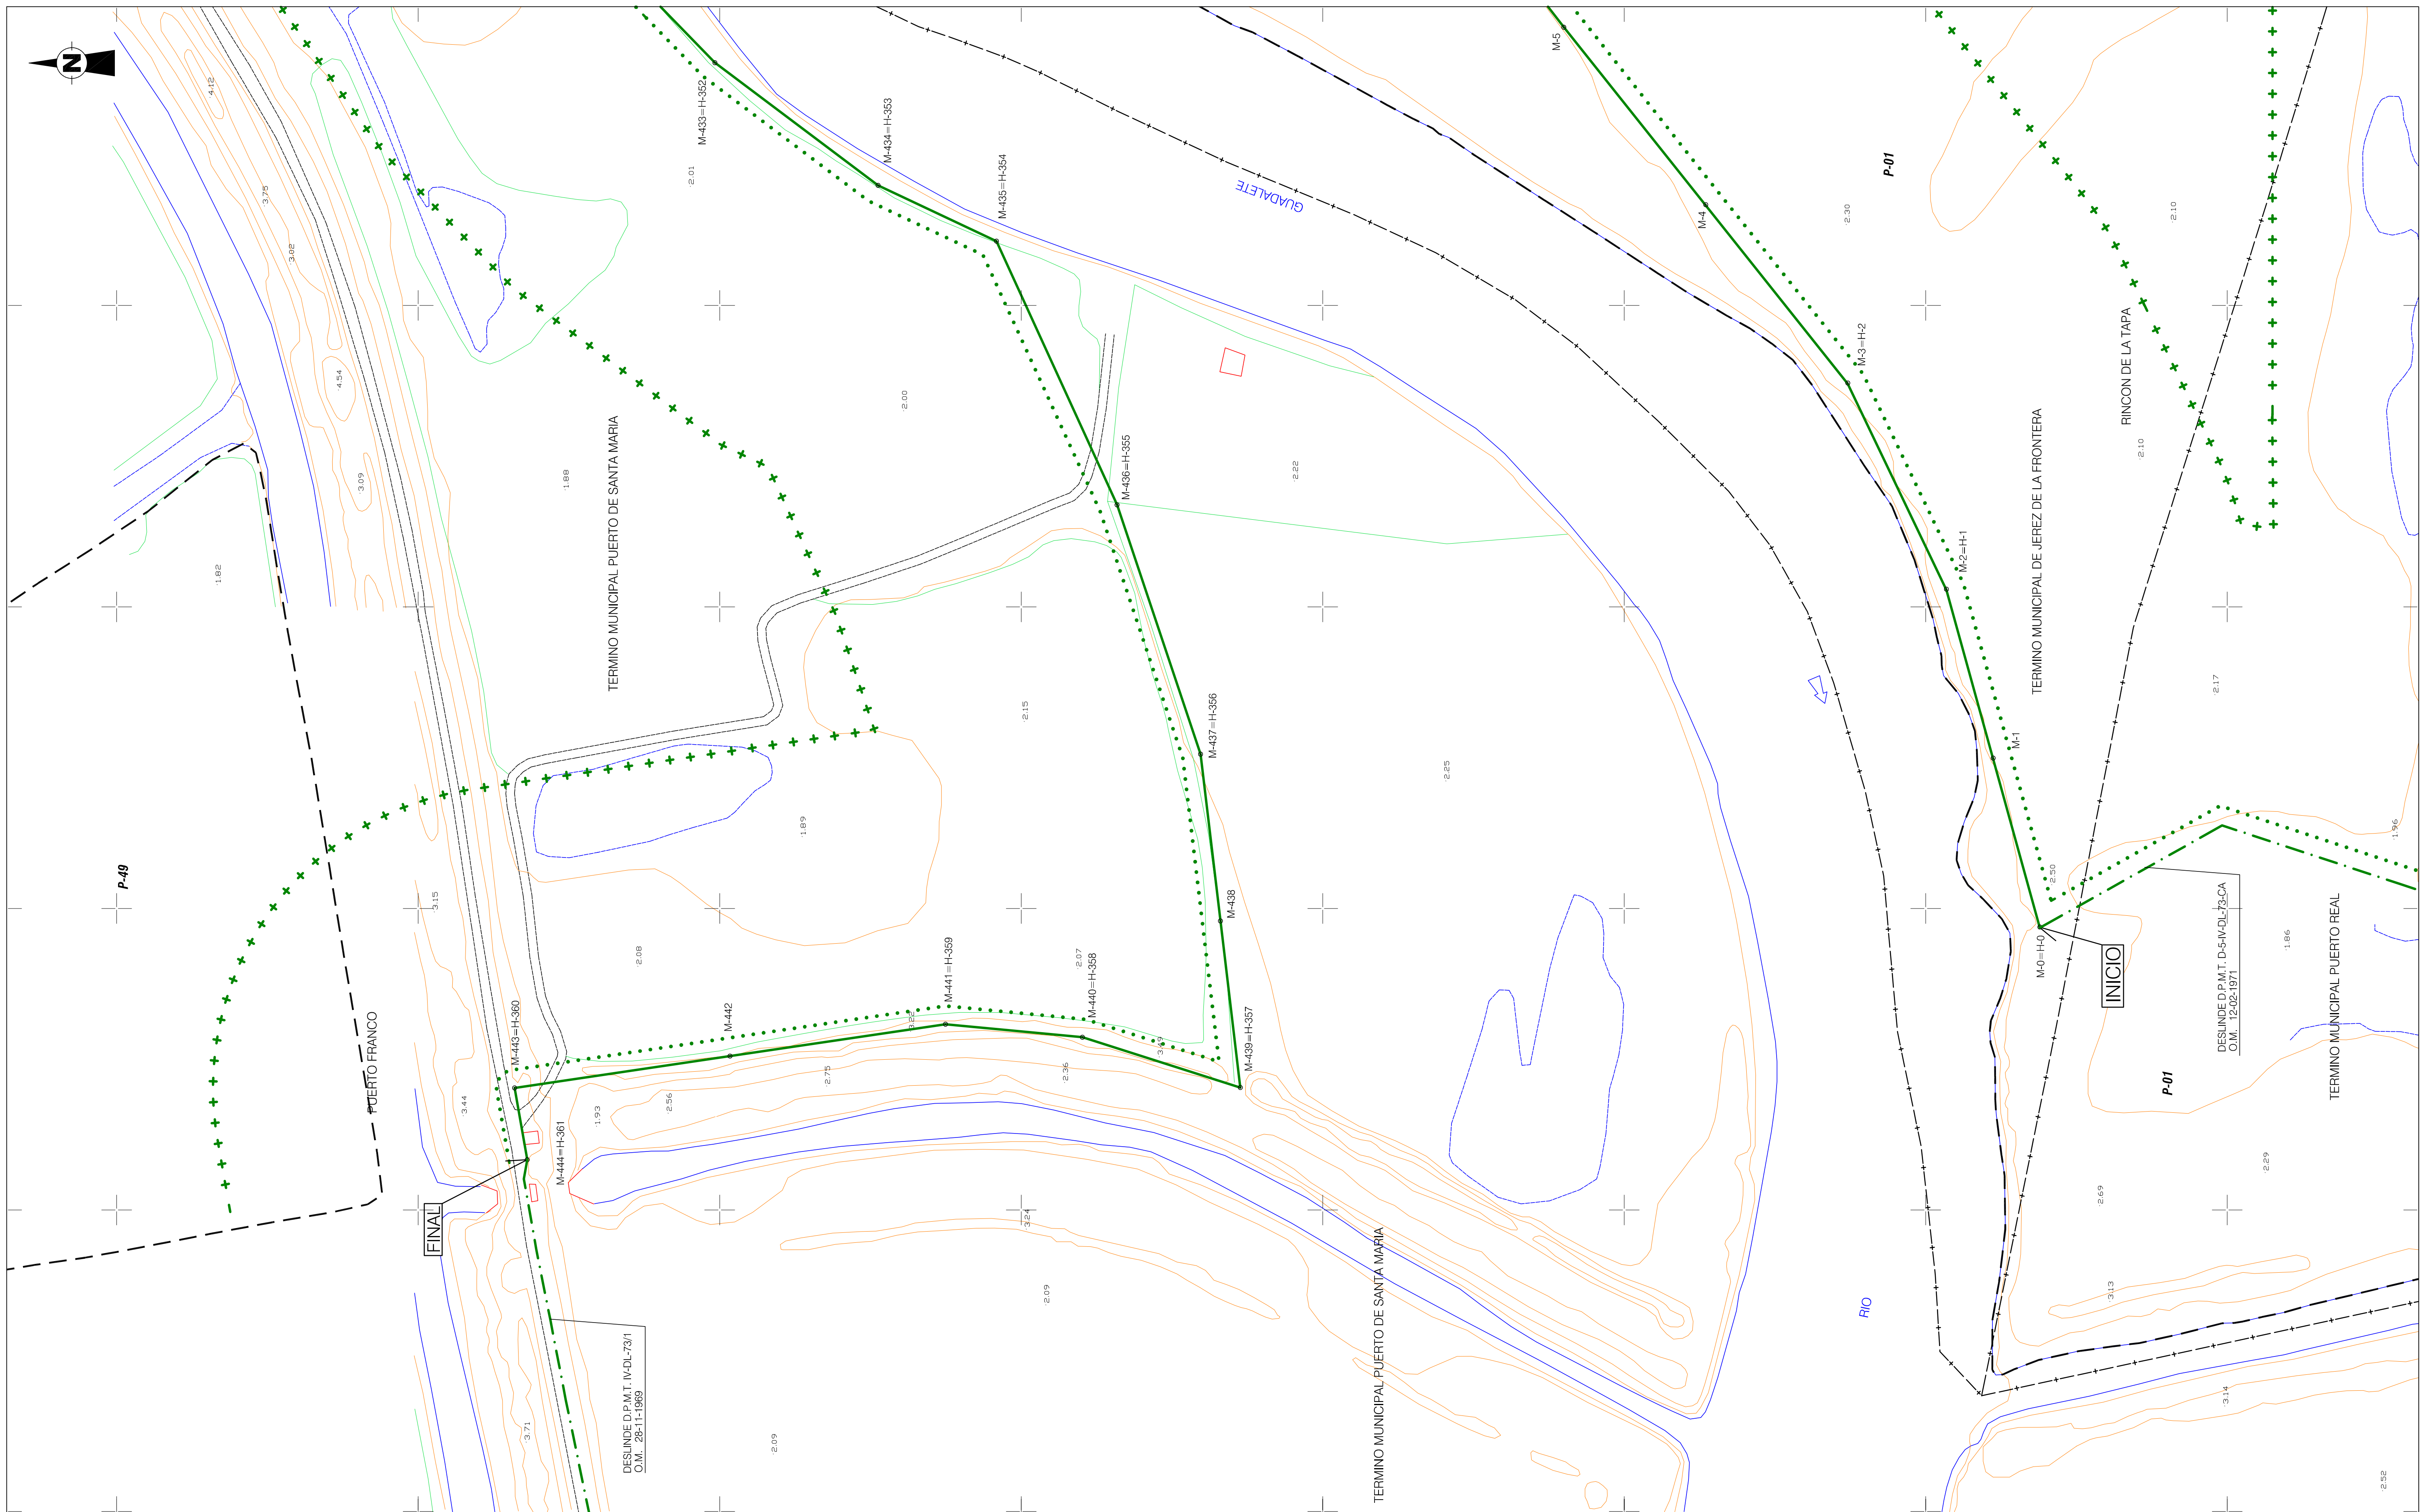 N
4.12
3.75
3.02
4.54
3.09
1.82
P-49
PUERTO FRANCO
3.15
3.44
3.71
FINAL
TERMINO MUNICIPAL PUERTO DE SANTA MARIA
2.01
1.88
2.00
2.15
1.89
2.08
2.07
M-433=H-352
M-434=H-353
M-435=H-354
M-436=H-355
M-437=H-356
M-438
M-439=H-357
M-440=H-358
M-441=H-359
M-442
M-443=H-360
M-444=H-361
3.22
3.49
2.75
2.36
2.56
1.93
DESLINDE D.P.M.T. IV-DL-73/1
O.M. 28-11-1969
2.09
2.09
3.24
TERMINO MUNICIPAL PUERTO DE SANTA MARIA
2.22
2.25
GUADALETE
RIO
M-5
M-4
M-3=H-2
M-2=H-1
M-1
M-0=H-0
INICIO
P-01
2.30
2.10
2.10
RINCON DE LA TAPA
TERMINO MUNICIPAL DE JEREZ DE LA FRONTERA
2.17
2.50
1.96
1.86
DESLINDE D.P.M.T. D-5-IV-DL-73-CA
O.M. 12-02-1971
TERMINO MUNICIPAL PUERTO REAL
P-01
2.29
2.69
3.13
3.14
2.52